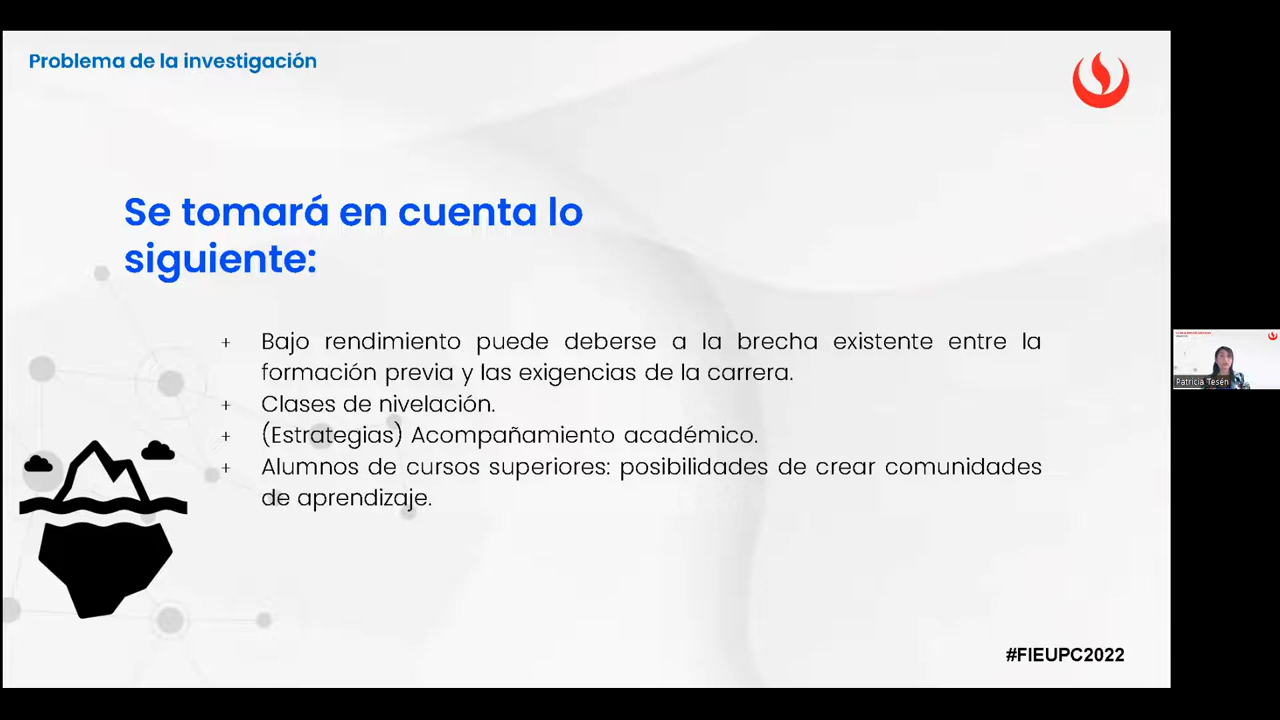 Problema de la investigación
Se tomará en cuenta lo
siguiente:
+ Bajo rendimiento puede deberse a la brecha existente entre la
formación previa y las exigencias de la carrera.
+ Clases de nivelación.
+ (Estrategias) Acompañamiento académico.
+ Alumnos de cursos superiores: posibilidades de crear comunidades
de aprendizaje.
Patricia Tesén
#FIEUPC2022